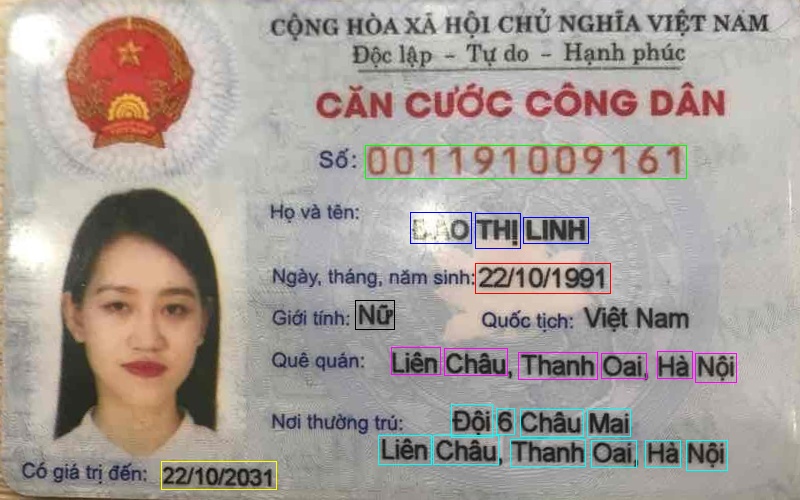 CỘNG HÒA XÃ HỘI CHỦ NGHĨA VIỆT NAM
Độc lập - Tự do - Hạnh phúc
CĂN CƯỚC CÔNG DÂN
Số: 001191009161
Họ và tên:
THỊ LINH
Ngày, tháng, năm sinh: 22/10/1991
Giới tính: Nữ Quốc tịch: Việt Nam
Quê quán: Liên Châu, Thanh Oai, Hà Nội
Nơi thường trú: Đội 6 Châu Mai
Liên Châu, Thanh Oai, Hà Nội
Có giá trị đến: 22/10/2031